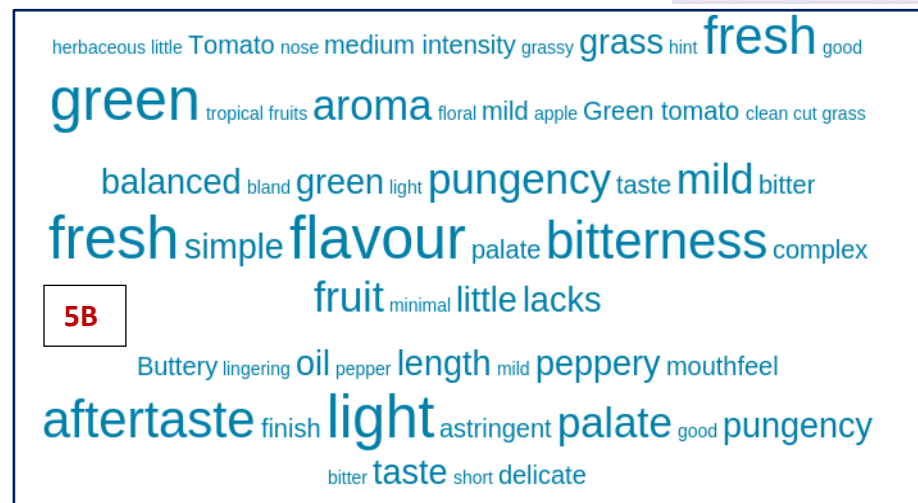 herbaceous little Tomato nose medium intensity grassy grass hint fresh good
green tropical fruits aroma floral mild apple Green tomato clean cut grass
balanced bland green light pungency taste mild bitter
fresh simple flavour palate bitterness complex
fruit minimal little lacks
5B
Buttery lingering oil pepper length mild peppery mouthfeel
aftertaste finish light astringent palate good pungency
bitter taste short delicate